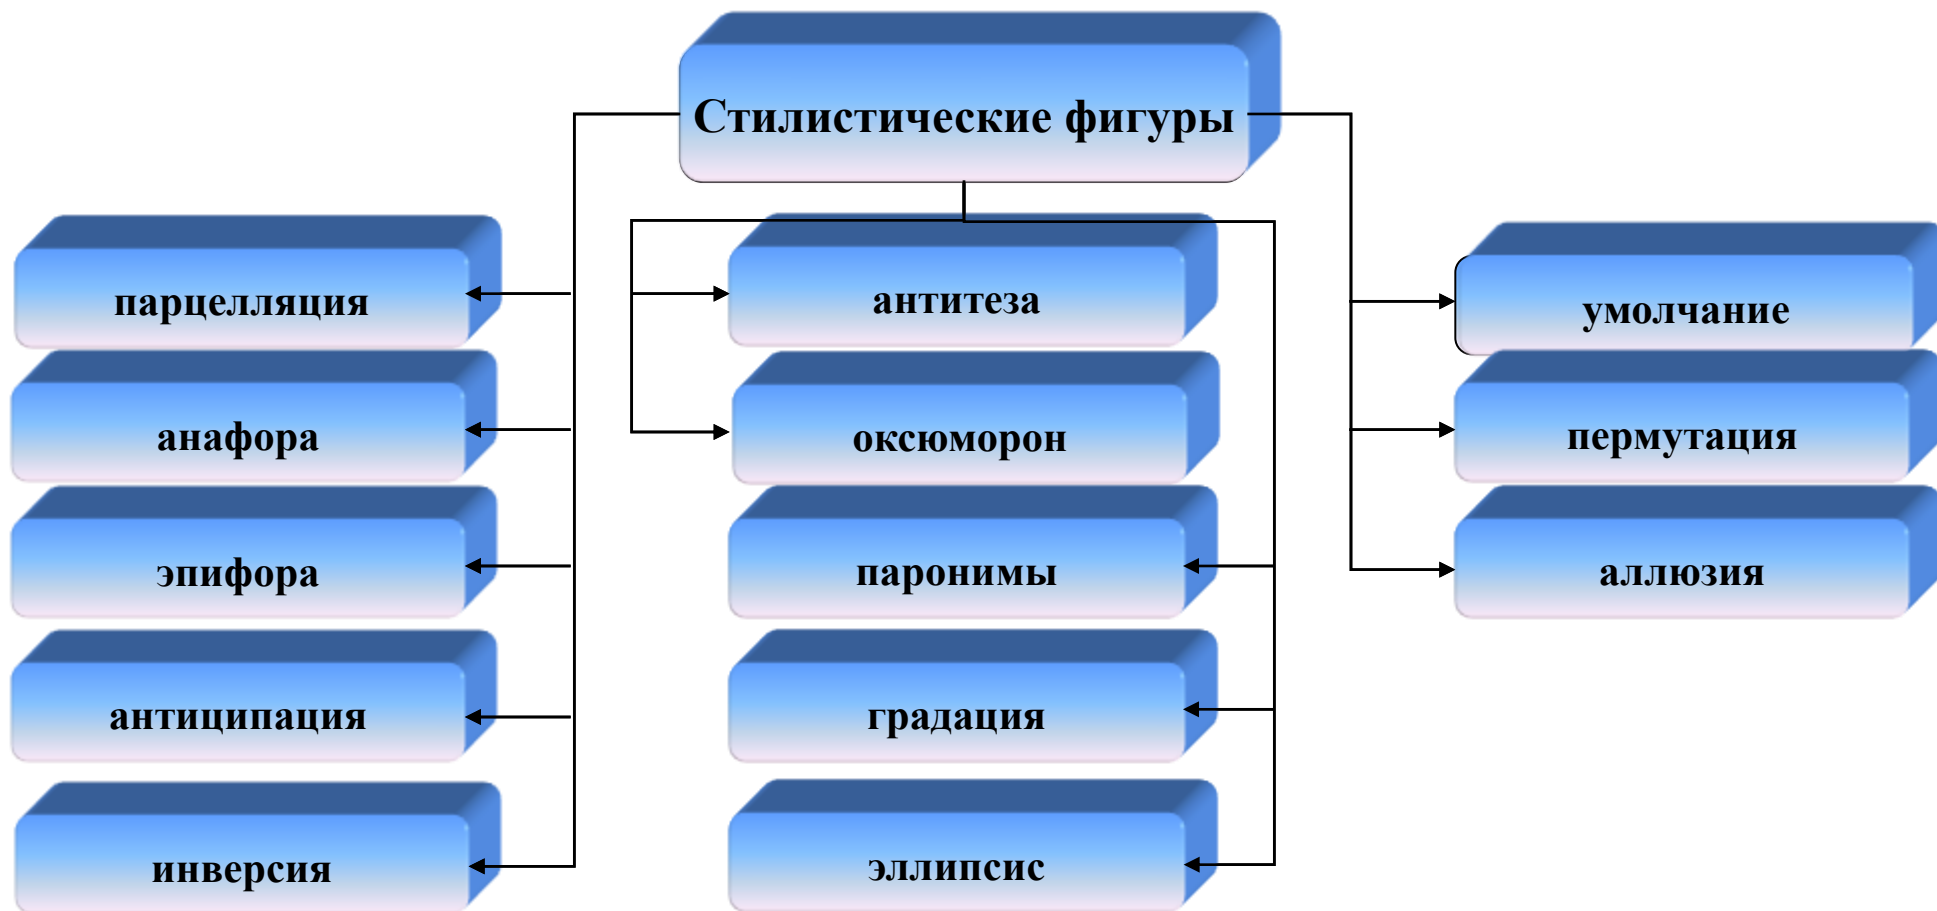 Стилистические фигуры
парцелляция
анафора
эпифора
антиципация
инверсия
антитеза
оксюморон
паронимы
градация
эллипсис
умолчание
пермутация
аллюзия